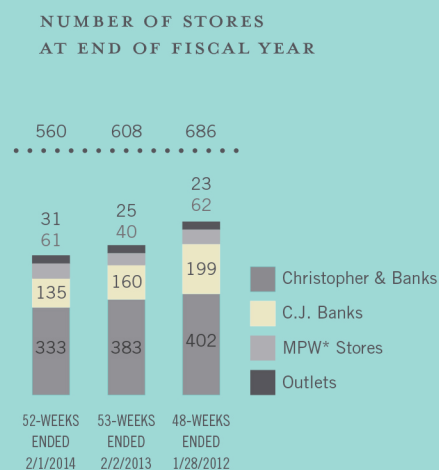 NUMBER OF STORES
AT END OF FISCAL YEAR
560 608 686
31 25 23
61 40 62
135 160 199
333 383 402
Christopher & Banks
C.J. Banks
MPW* Stores
Outlets
52-WEEKS 53-WEEKS 48-WEEKS
ENDED ENDED ENDED
2/1/2014 2/2/2013 1/28/2012